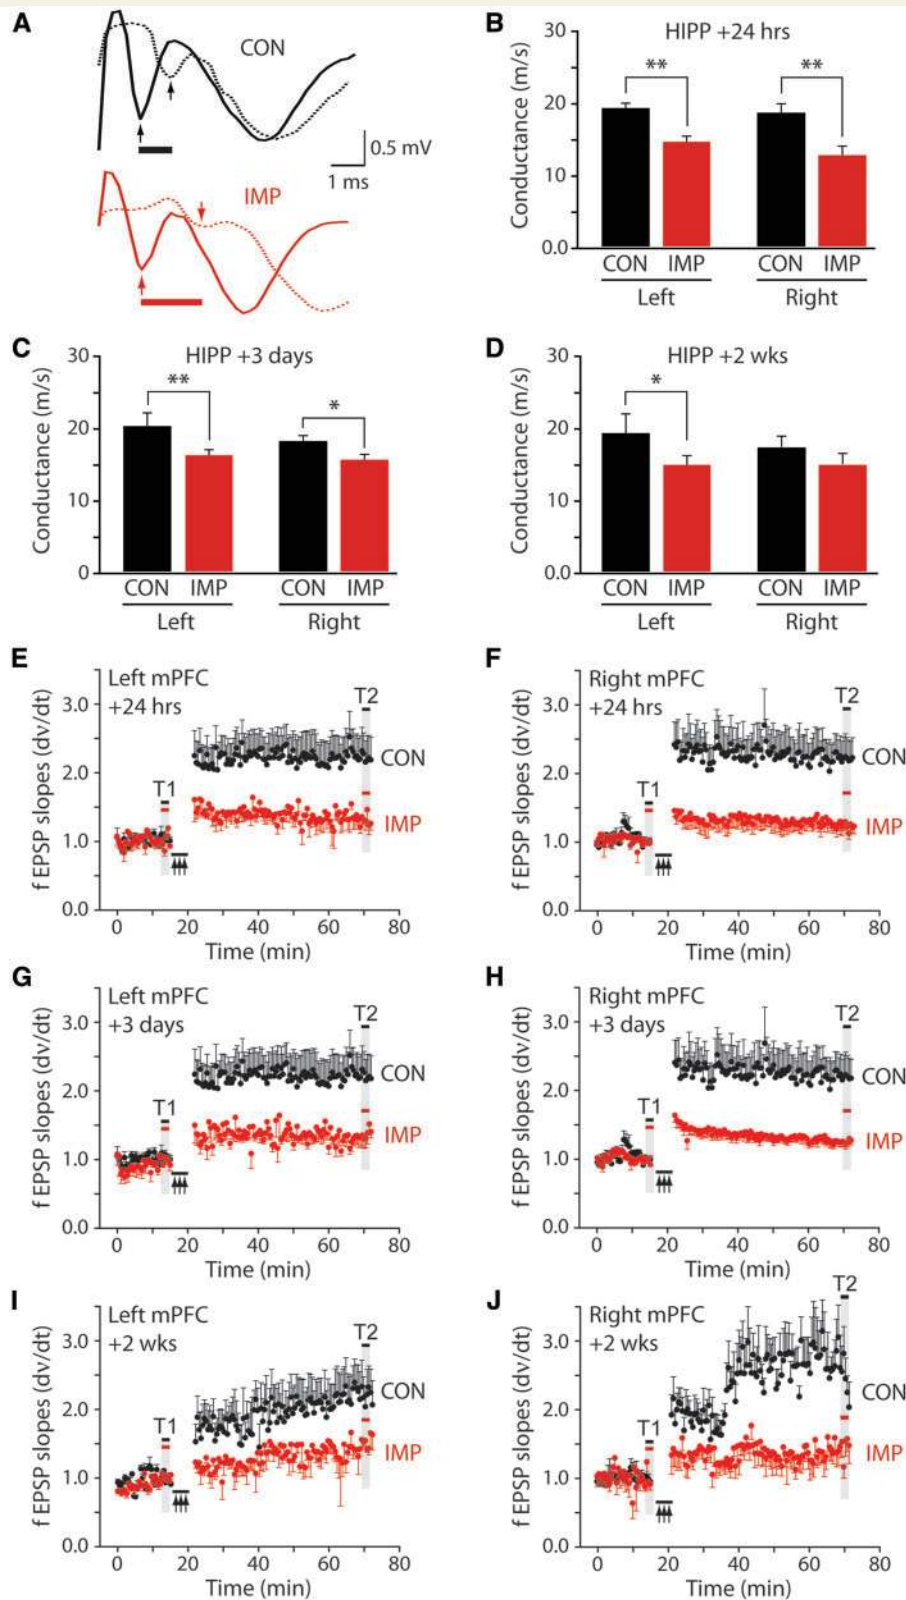 A
CON
0.5 mV
1 ms
IMP
B
HIPP +24 hrs
Conductance (m/s)
30
20
10
0.0
**
**
CON IMP CON IMP
Left Right
C
HIPP +3 days
Conductance (m/s)
30
20
10
0
**
*
CON IMP CON IMP
Left Right
D
HIPP +2 wks
Conductance (m/s)
30
20
10
0.0
*
CON IMP CON IMP
Left Right
E
Left mPFC
+24 hrs
f EPSP slopes (dv/dt)
3.0
2.0
1.0
0.0
T1
T2
CON
IMP
0 20 40 60 80
Time (min)
F
Right mPFC
+24 hrs
f EPSP slopes (dv/dt)
3.0
2.0
1.0
0.0
T1
T2
CON
IMP
0 20 40 60 80
Time (min)
G
Left mPFC
+3 days
f EPSP slopes (dv/dt)
3.0
2.0
1.0
0.0
T1
T2
CON
IMP
0 20 40 60 80
Time (min)
H
Right mPFC
+3 days
f EPSP slopes (dv/dt)
3.0
2.0
1.0
0.0
T1
T2
CON
IMP
0 20 40 60 80
Time (min)
I
Left mPFC
+2 wks
f EPSP slopes (dv/dt)
3.0
2.0
1.0
0.0
T1
T2
CON
IMP
0 20 40 60 80
Time (min)
J
Right mPFC
+2 wks
f EPSP slopes (dv/dt)
3.0
2.0
1.0
0.0
T1
T2
CON
IMP
0 20 40 60 80
Time (min)